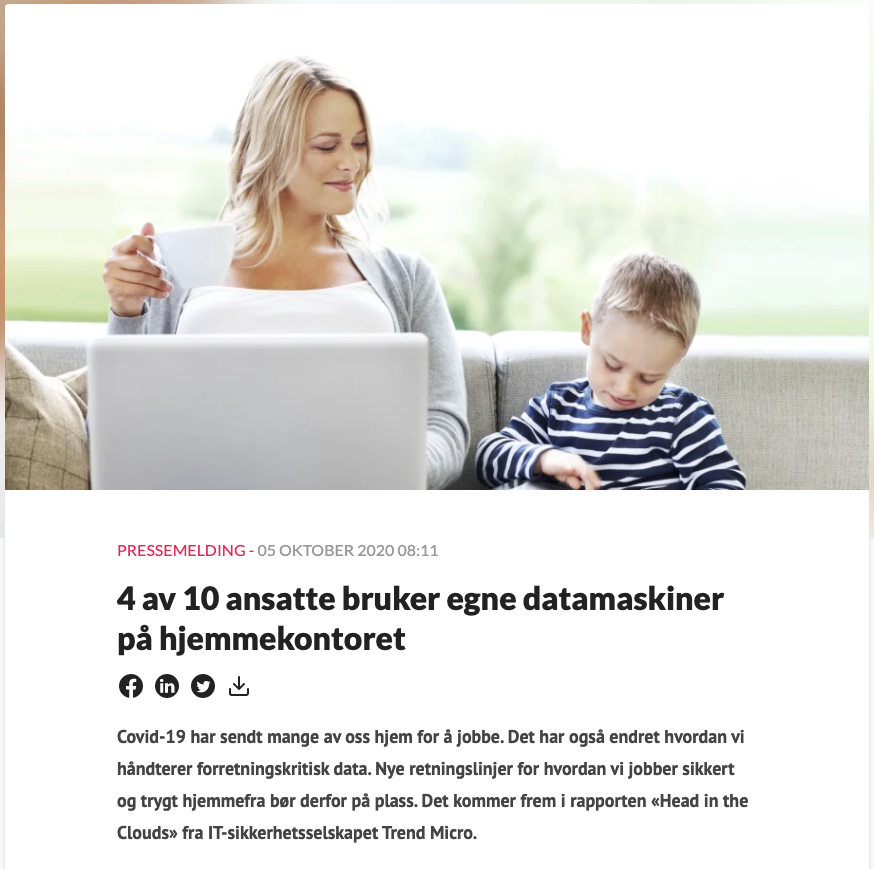 PRESSEMELDING - 05 OKTOBER 2020 08:11
4 av 10 ansatte bruker egne datamaskiner
på hjemmekontoret
Covid-19 har sendt mange av oss hjem for å jobbe. Det har også endret hvordan vi
håndterer forretningskritisk data. Nye retningslinjer for hvordan vi jobber sikkert
og trygt hjemmefra bør derfor på plass. Det kommer frem i rapporten «Head in the
Clouds» fra IT-sikkerhetsselskapet Trend Micro.